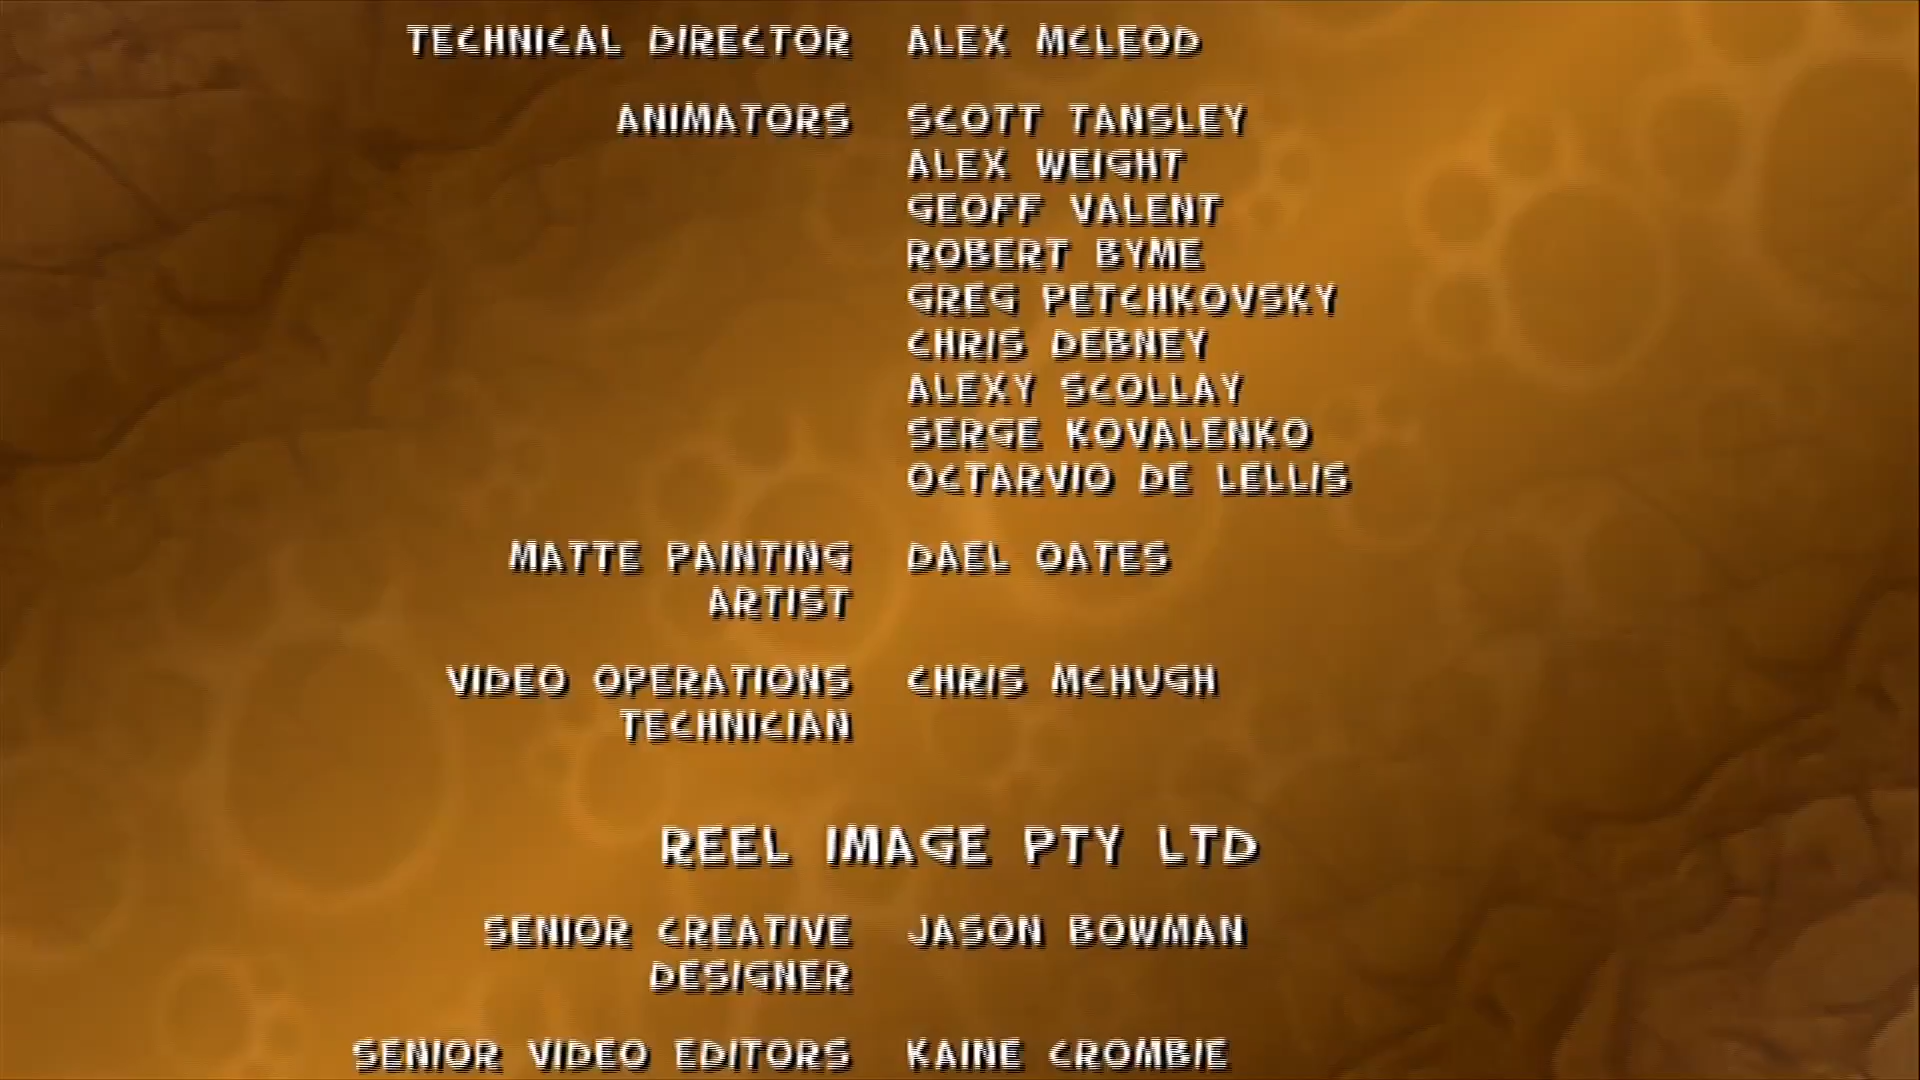 TECHNICAL DIRECTOR ALEX MCLEOD
ANIMATORS SCOTT TANSLEY
ALEX WEIGHT
GEOFF VALENT
ROBERT BYME
GREG PETCHKOVSKY
CHRIS DEBNEY
ALEXY SCOLLAY
SERGE KOVALENKO
OCTARVIO DE LELLIS
MATTE PAINTING DAEL OATES
ARTIST
VIDEO OPERATIONS CHRIS MCHUGH
TECHNICIAN
REEL IMAGE PTY LTD
SENIOR CREATIVE JASON BOWMAN
DESIGNER
SENIOR VIDEO EDITORS KAINE CROMBIE